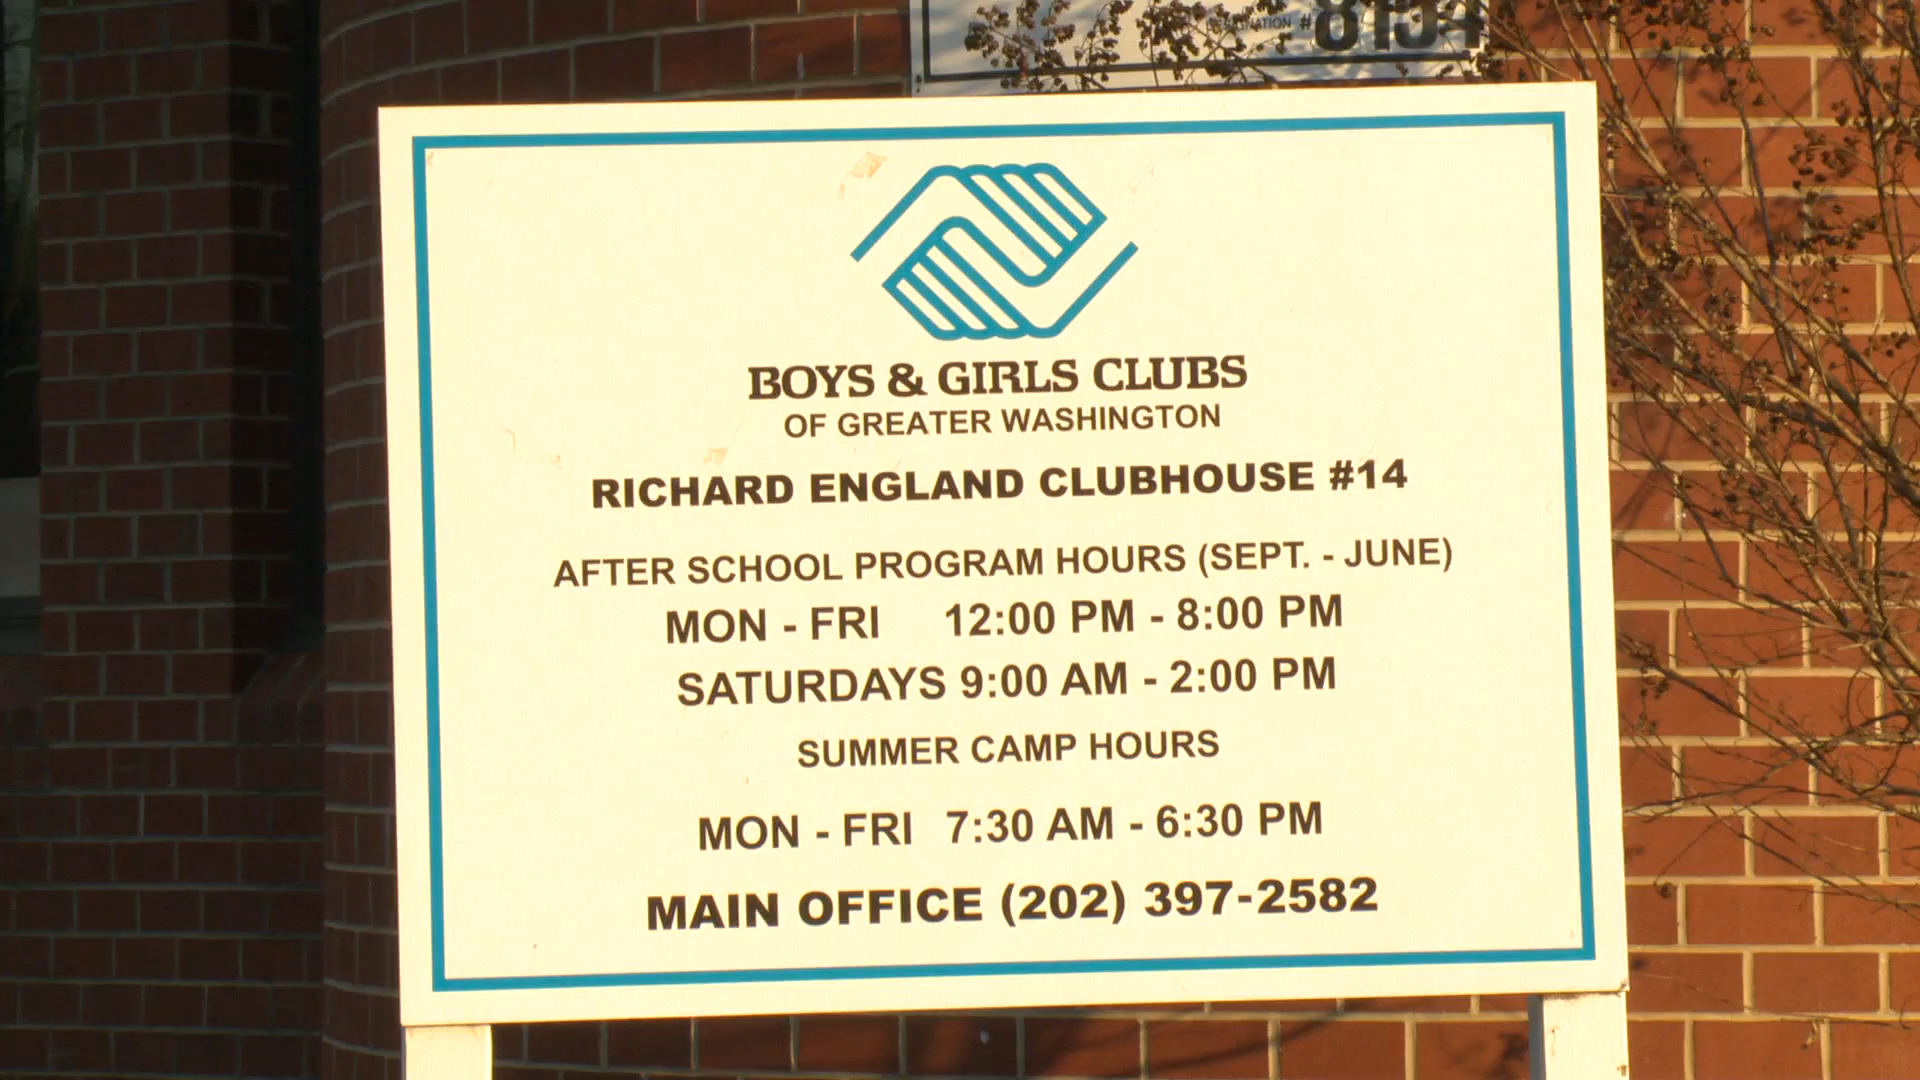 #8154
BOYS & GIRLS CLUBS
OF GREATER WASHINGTON
RICHARD ENGLAND CLUBHOUSE #14
AFTER SCHOOL PROGRAM HOURS (SEPT. - JUNE)
MON - FRI 12:00 PM - 8:00 PM
SATURDAYS 9:00 AM - 2:00 PM
SUMMER CAMP HOURS
MON - FRI 7:30 AM - 6:30 PM
MAIN OFFICE (202) 397-2582